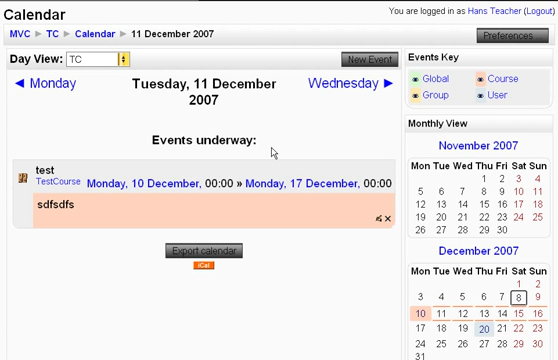 Calendar
You are logged in as Hans Teacher (Logout)
MVC ► TC ► Calendar ► 11 December 2007
Preferences...
Day View: TC
New Event
◄ Monday
Tuesday, 11 December 2007
Wednesday ►
Events underway:
test
TestCourse
Monday, 10 December, 00:00 » Monday, 17 December, 00:00
sdfsdfs
Export calendar
iCal
Events Key
Global Course
Group User
Monthly View
November 2007
Mon Tue Wed Thu Fri Sat Sun
1 2 3 4
5 6 7 8 9 10 11
12 13 14 15 16 17 18
19 20 21 22 23 24 25
26 27 28 29 30
December 2007
Mon Tue Wed Thu Fri Sat Sun
1 2
3 4 5 6 7 8 9
10 11 12 13 14 15 16
17 18 19 20 21 22 23
24 25 26 27 28 29 30
31